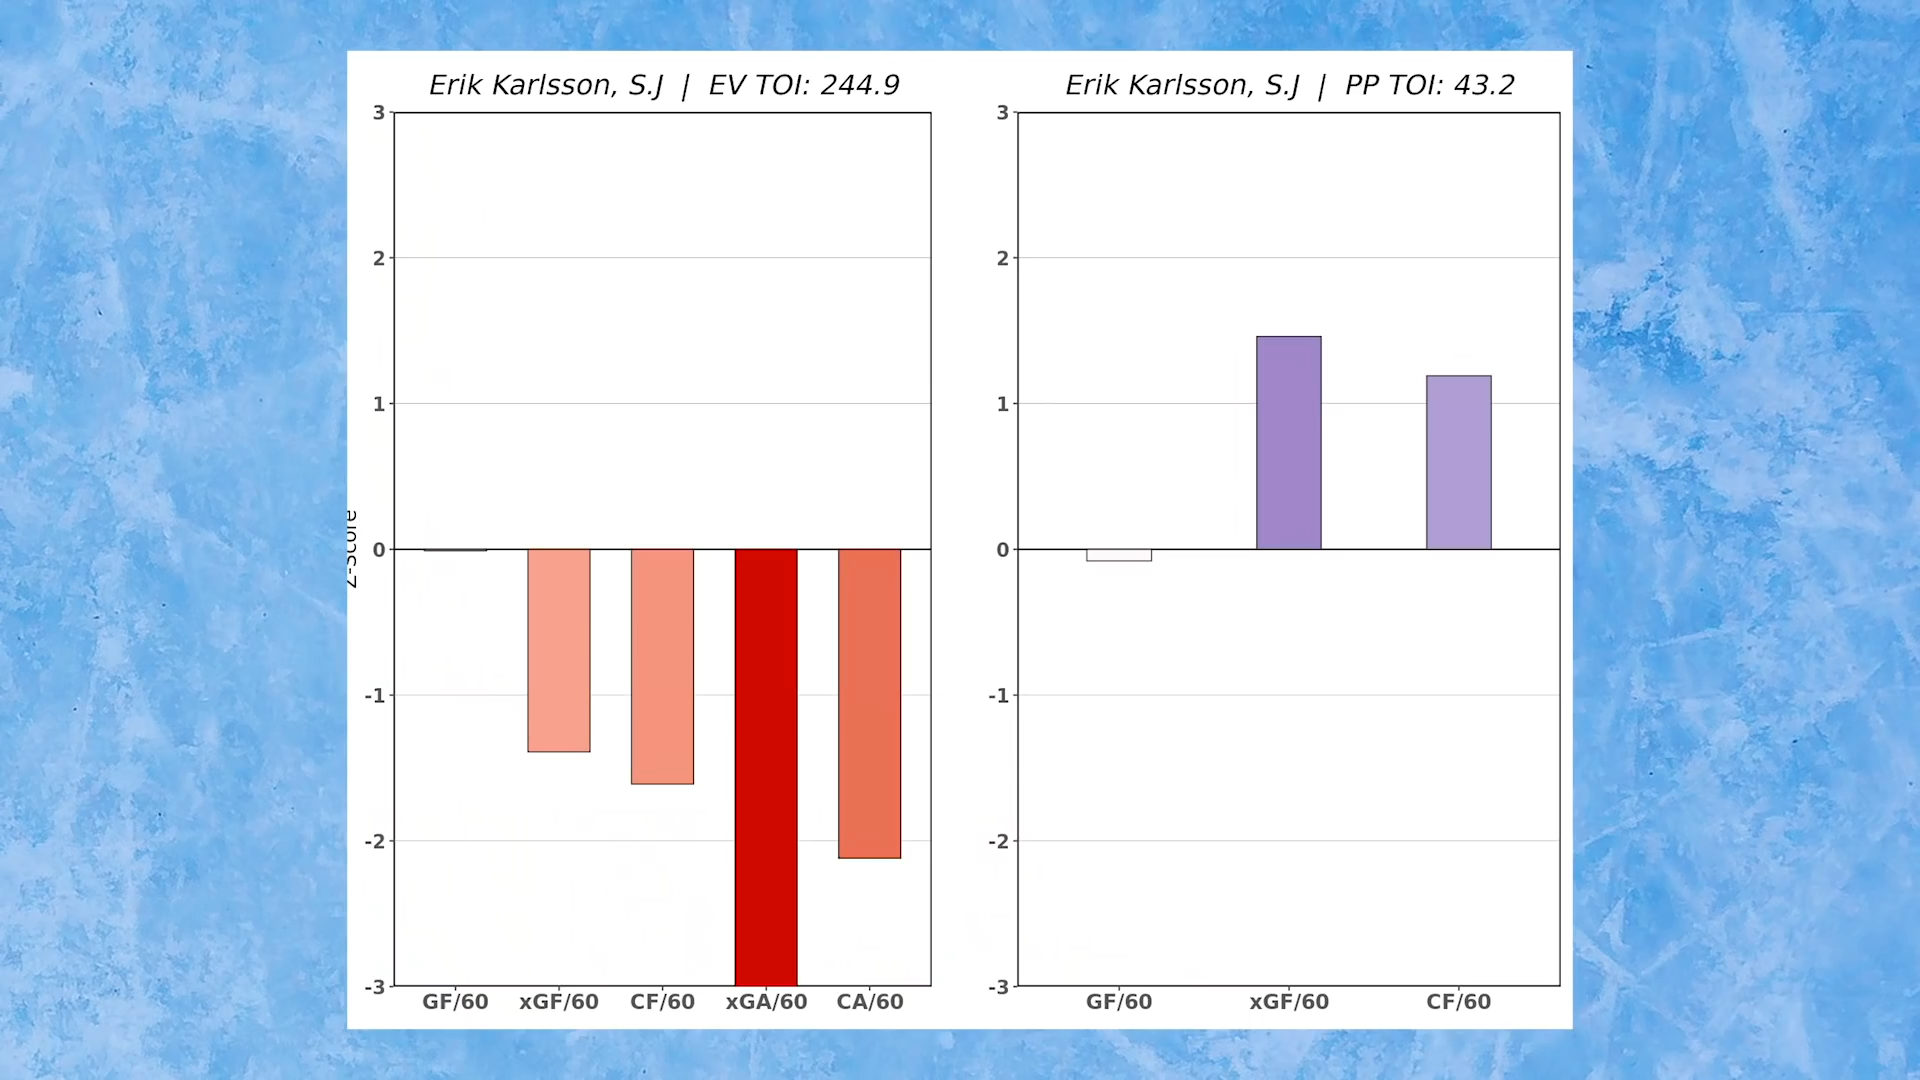 Erik Karlsson, S.J | EV TOI: 244.9
3
2
1
0
-1
-2
-3
Z-Score
GF/60 xGF/60 CF/60 xGA/60 CA/60
Erik Karlsson, S.J | PP TOI: 43.2
3
2
1
0
-1
-2
-3
GF/60 xGF/60 CF/60